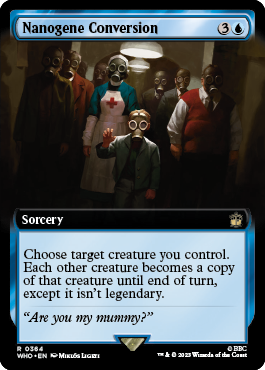 Nanogene Conversion 3
Sorcery
Choose target creature you control.
Each other creature becomes a copy
of that creature until end of turn,
except it isn't legendary.
“Are you my mummy?”
R 0364
WHO • EN Miklós Ligeti
© BBC
™ & © 2023 Wizards of the Coast